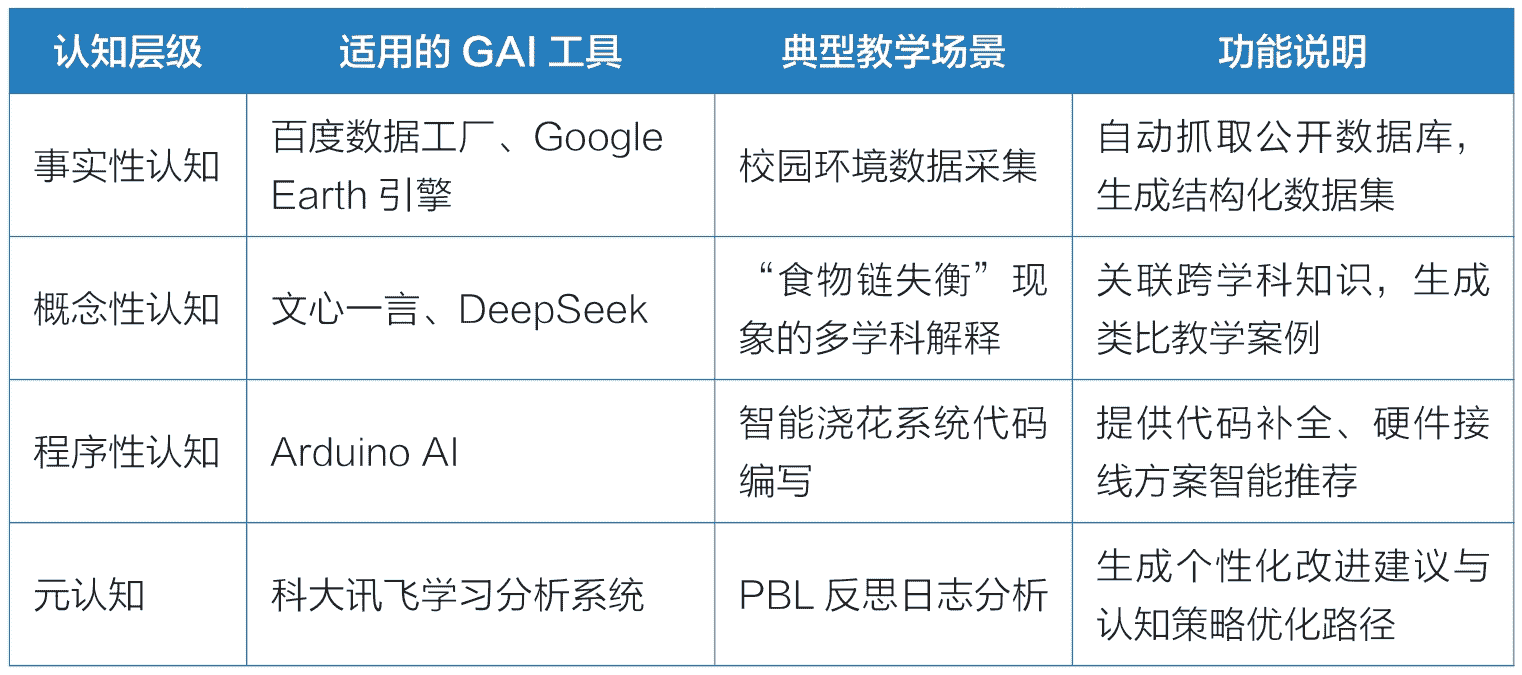 认知层级 适用的 GAI 工具 典型教学场景 功能说明
事实性认知
百度数据工厂、Google
Earth 引擎
校园环境数据采集
自动抓取公开数据库，
生成结构化数据集
概念性认知
文心一言、DeepSeek
“食物链失衡”现
象的多学科解释
关联跨学科知识，生成
类比教学案例
程序性认知
Arduino AI
智能浇花系统代码
编写
提供代码补全、硬件接
线方案智能推荐
元认知
科大讯飞学习分析系统
PBL 反思日志分析
生成个性化改进建议与
认知策略优化路径